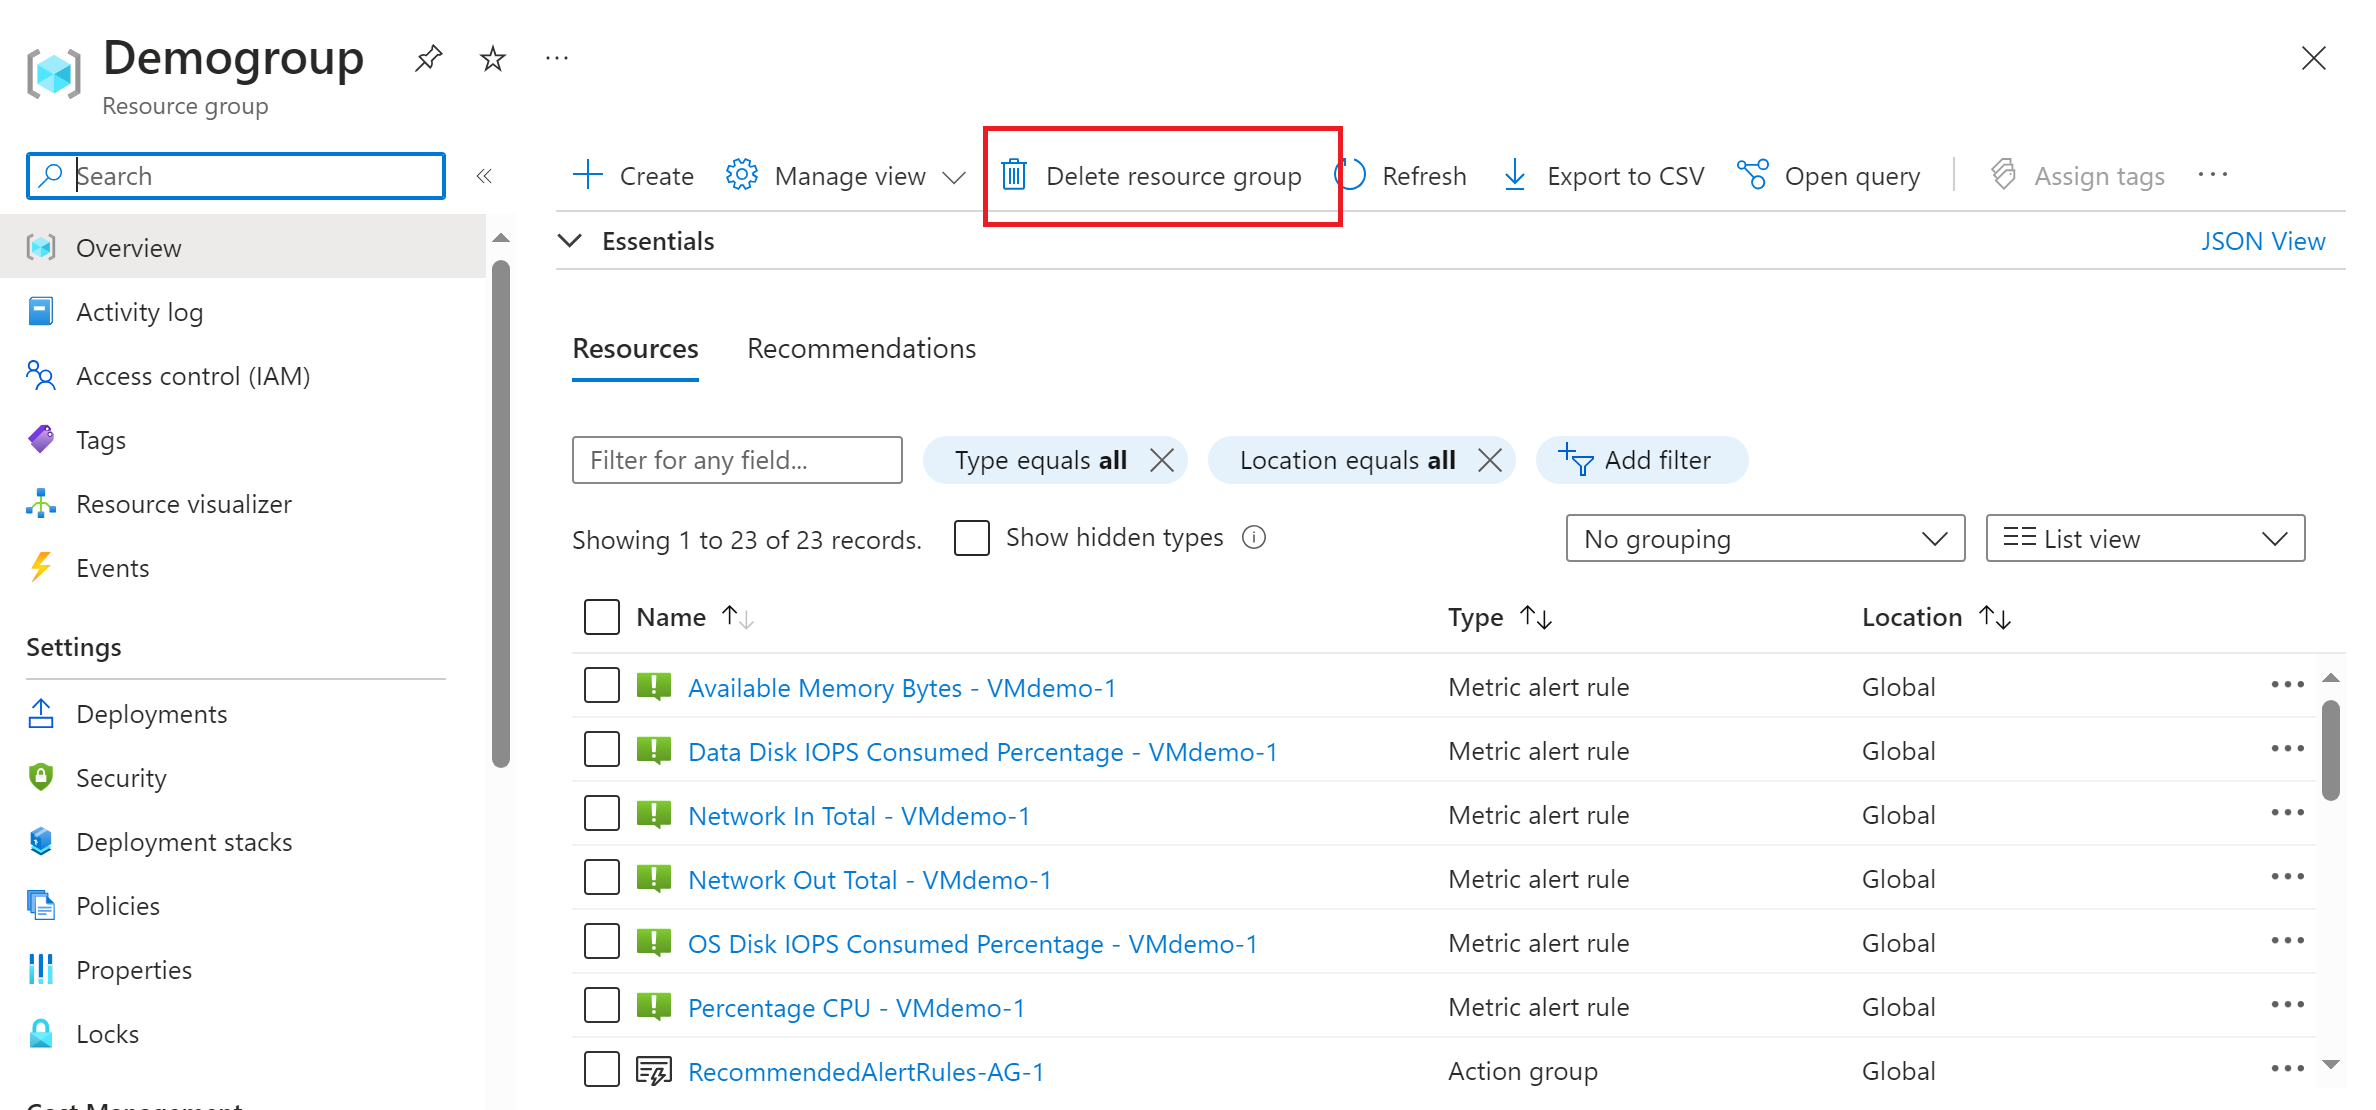 Demogroup
Resource group
Search
Create
Manage view
Delete resource group
Refresh
Export to CSV
Open query
Assign tags
Overview
Activity log
Access control (IAM)
Tags
Resource visualizer
Events
Settings
Deployments
Security
Deployment stacks
Policies
Properties
Locks
Cost Management
Essentials
JSON View
Resources
Recommendations
Filter for any field...
Type equals all
Location equals all
Add filter
Showing 1 to 23 of 23 records.
Show hidden types
No grouping
List view
Name Type Location
Available Memory Bytes - VMdemo-1 Metric alert rule Global
Data Disk IOPS Consumed Percentage - VMdemo-1 Metric alert rule Global
Network In Total - VMdemo-1 Metric alert rule Global
Network Out Total - VMdemo-1 Metric alert rule Global
OS Disk IOPS Consumed Percentage - VMdemo-1 Metric alert rule Global
Percentage CPU - VMdemo-1 Metric alert rule Global
RecommendedAlertRules-AG-1 Action group Global